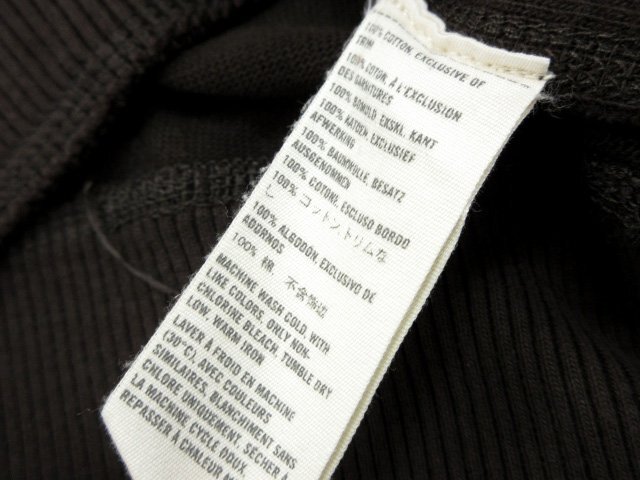 100% COTTON, EXCLUSIVE OF
TRIM
100% COTON, À L'EXCLUSION
DES GARNITURES
100% BOMULD, EKSKL. KANT
100% KATOEN, EXCLUSIEF
AFWERKING
100% BAUMWOLLE, BESATZ
AUSGENOMMEN
100% COTONI, ESCLUSO BORDO
100% コットン、トリムな
し
100% ALGODÓN, EXCLUSIVO DE
ADORNOS
100% 棉, 不含饰边
MACHINE WASH COLD, WITH
LIKE COLORS, ONLY NON-
CHLORINE BLEACH, TUMBLE DRY
LOW, WARM IRON
LAVER À FROID EN MACHINE
(30°C) AVEC COULEURS
SIMILAIRES, BLANCHIMENT SANS
CHLORE UNIQUEMENT, SÉCHER À
LA MACHINE CYCLE DOUX,
REPASSER À CHALEUR